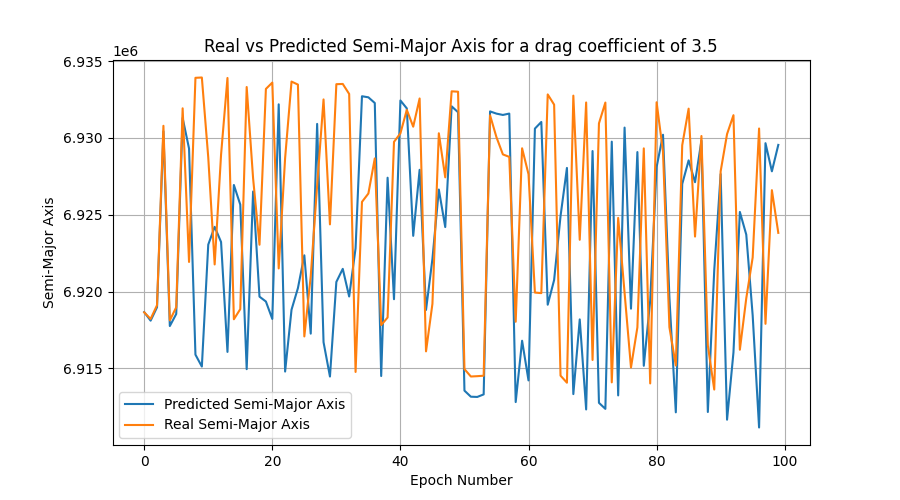 Real vs Predicted Semi-Major Axis for a drag coefficient of 3.5
1e6
6.935
6.930
6.925
6.920
6.915
Semi-Major Axis
Predicted Semi-Major Axis
Real Semi-Major Axis
0 20 40 60 80 100
Epoch Number